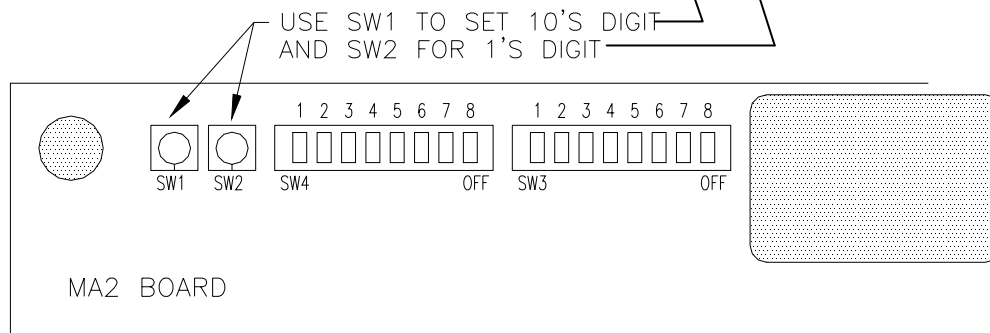 USE SW1 TO SET 10'S DIGIT
AND SW2 FOR 1'S DIGIT
1 2 3 4 5 6 7 8
1 2 3 4 5 6 7 8
SW1
SW2
SW4
OFF
SW3
OFF
MA2 BOARD